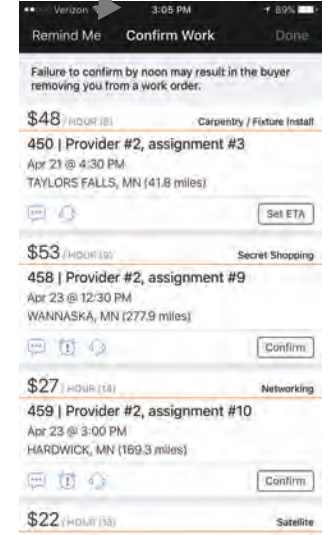 Verizon 3:05 PM 89%
Remind Me Confirm Work Done
Failure to confirm by noon may result in the buyer
removing you from a work order.
$48 / HOUR (8) Carpentry / Fixture Install
450 | Provider #2, assignment #3
Apr 21 @ 4:30 PM
TAYLORS FALLS, MN (41.8 miles)
Set ETA
$53 / HOUR (9) Secret Shopping
458 | Provider #2, assignment #9
Apr 23 @ 12:30 PM
WANNASKA, MN (277.9 miles)
Confirm
$27 / HOUR (14) Networking
459 | Provider #2, assignment #10
Apr 23 @ 3:00 PM
HARDWICK, MN (169.3 miles)
Confirm
$22 / HOUR (18) Satellite